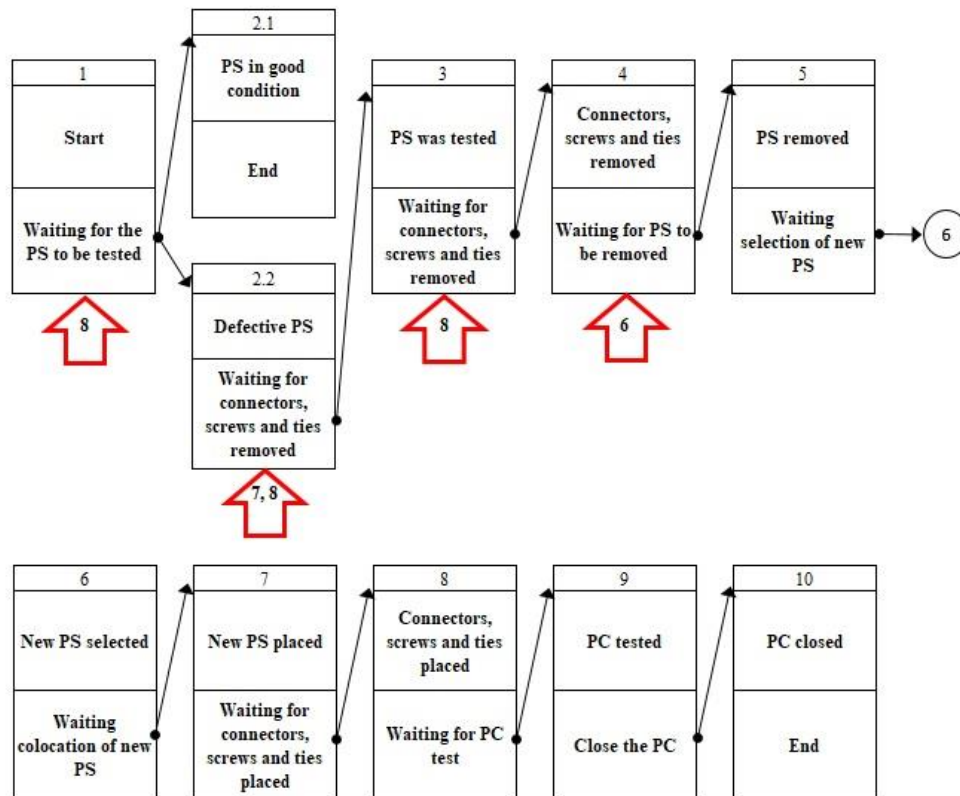 1
Start
Waiting for the
PS to be tested
8
2.1
PS in good
condition
End
2.2
Defective PS
Waiting for
connectors,
screws and ties
removed
7, 8
3
PS was tested
Waiting for
connectors,
screws and ties
removed
8
4
Connectors,
screws and ties
removed
Waiting for PS to
be removed
6
5
PS removed
Waiting
selection of new
PS
6
6
New PS selected
Waiting
colocation of new
PS
7
New PS placed
Waiting for
connectors,
screws and ties
placed
8
Connectors,
screws and ties
placed
Waiting for PC
test
9
PC tested
Close the PC
10
PC closed
End